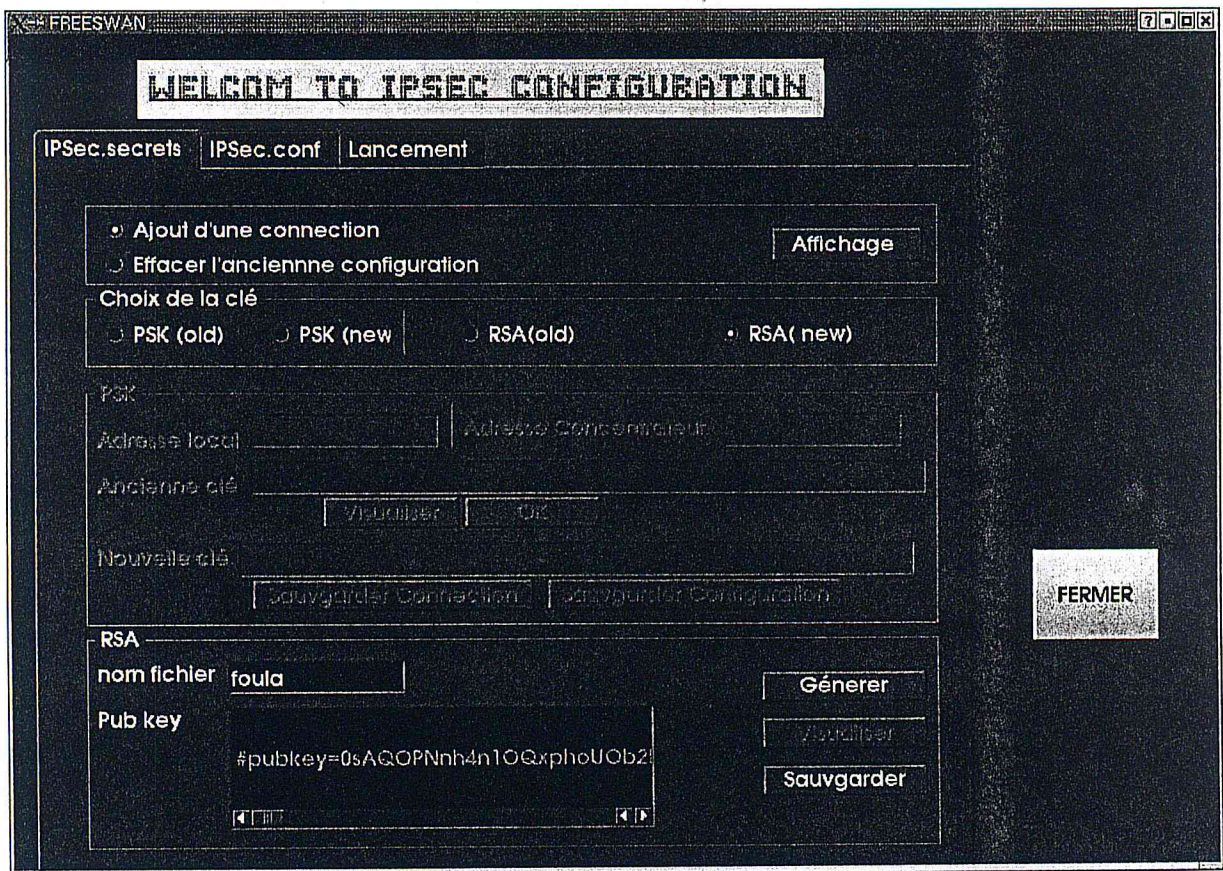 FREESWAN
WELCOM TO IPSEC CONFIGURATION
IPSec.secrets IPSec.conf Lancement
Ajout d'une connection
Affichage
Effacer l'anciennne configuration
Choix de la clé
PSK (old) PSK (new RSA(old) RSA( new)
PSK
Adresse local Adresse Concentrateur
Ancienne clé
Visualiser OK
Nouvelle clé
Sauvgarder Connection Sauvgarder Configuration
FERMER
RSA
nom fichier foula Génerer
Pub key
Visualiser
#pubkey=0sAQOPNnh4n1OQxphoUOb2
Sauvgarder